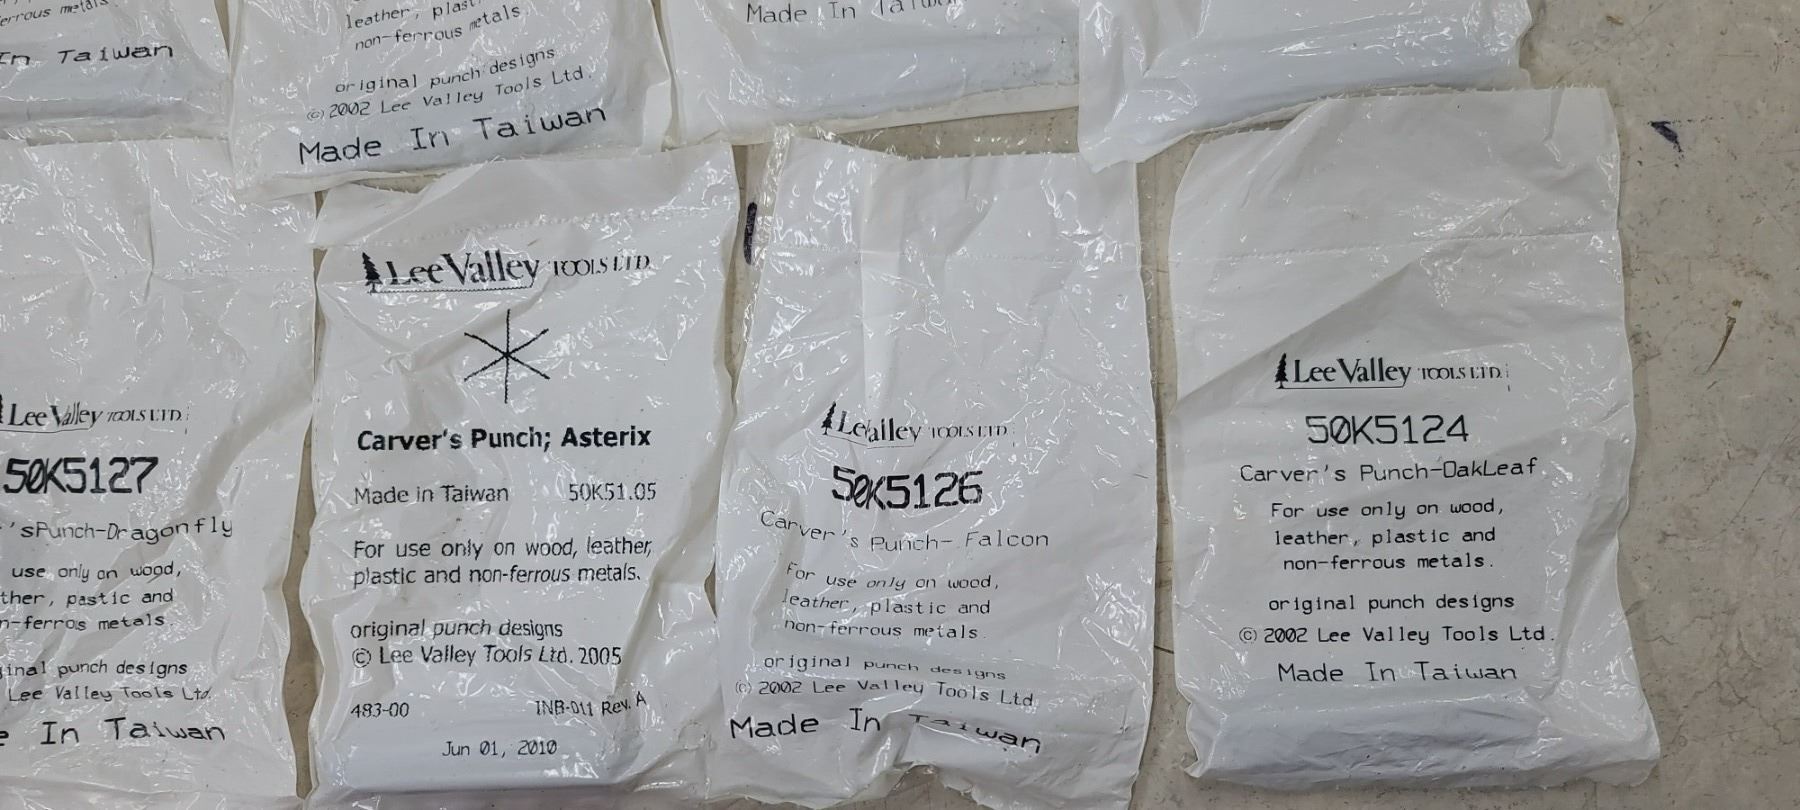 errous metals
In Taiwan
leather, plast
non-ferrous metals
original punch designs
© 2002 Lee Valley Tools Ltd.
Made In Taiwan
Made In Taiwan
Lee Valley TOOLS LTD.
50K5127
'sPunch-Dragonfly
use only on wood,
ther, pastic and
n-ferros metals.
ginal punch designs
Lee Valley Tools Ltd.
e In Taiwan
Lee Valley TOOLS LTD.
Carver's Punch; Asterix
Made in Taiwan 50K51.05
For use only on wood, leather,
plastic and non-ferrous metals.
original punch designs
© Lee Valley Tools Ltd. 2005
483-00 INB-011 Rev. A
Jun 01, 2010
Lee Valley TOOLS LTD.
50K5126
Carver's Punch- Falcon
For use only on wood,
leather, plastic and
non-ferrous metals.
original punch designs
(c) 2002 Lee Valley Tools Ltd.
Made In Taiwan
Lee Valley TOOLS LTD.
50K5124
Carver's Punch-OakLeaf
For use only on wood,
leather, plastic and
non-ferrous metals.
original punch designs
© 2002 Lee Valley Tools Ltd.
Made In Taiwan